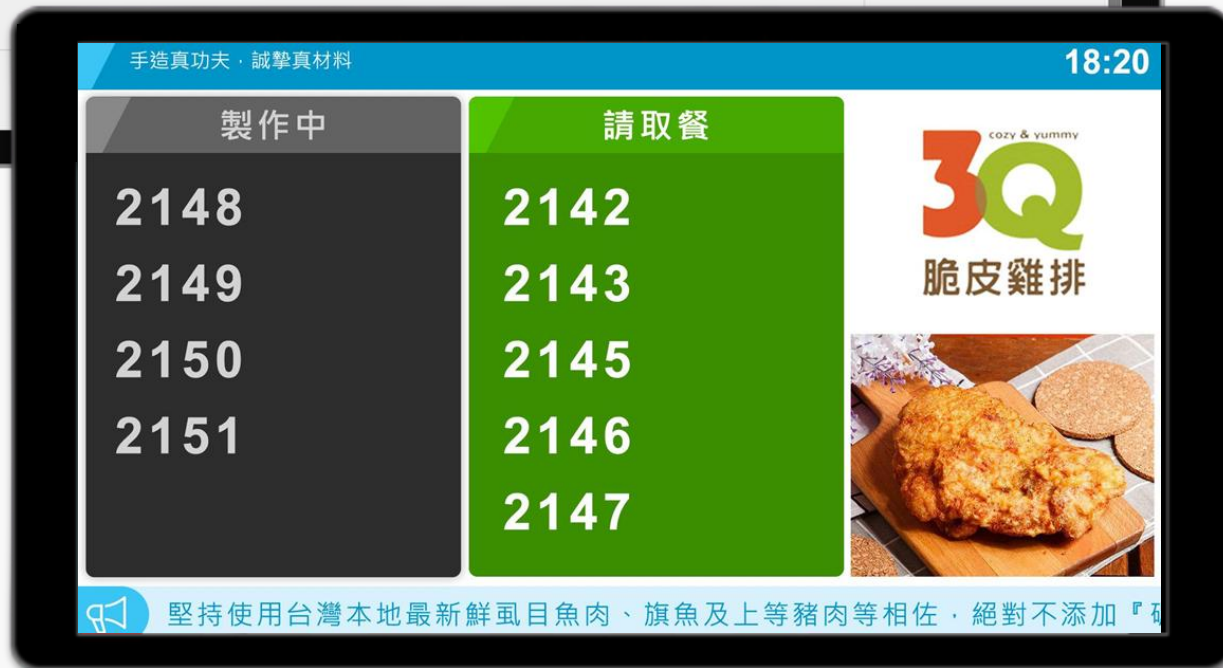 手造真功夫，誠摯真材料
18:20
製作中
2148
2149
2150
2151
請取餐
2142
2143
2145
2146
2147
cozy & yummy
3Q
脆皮雞排
堅持使用台灣本地最新鮮虱目魚肉、旗魚及上等豬肉等相佐，絕對不添加『